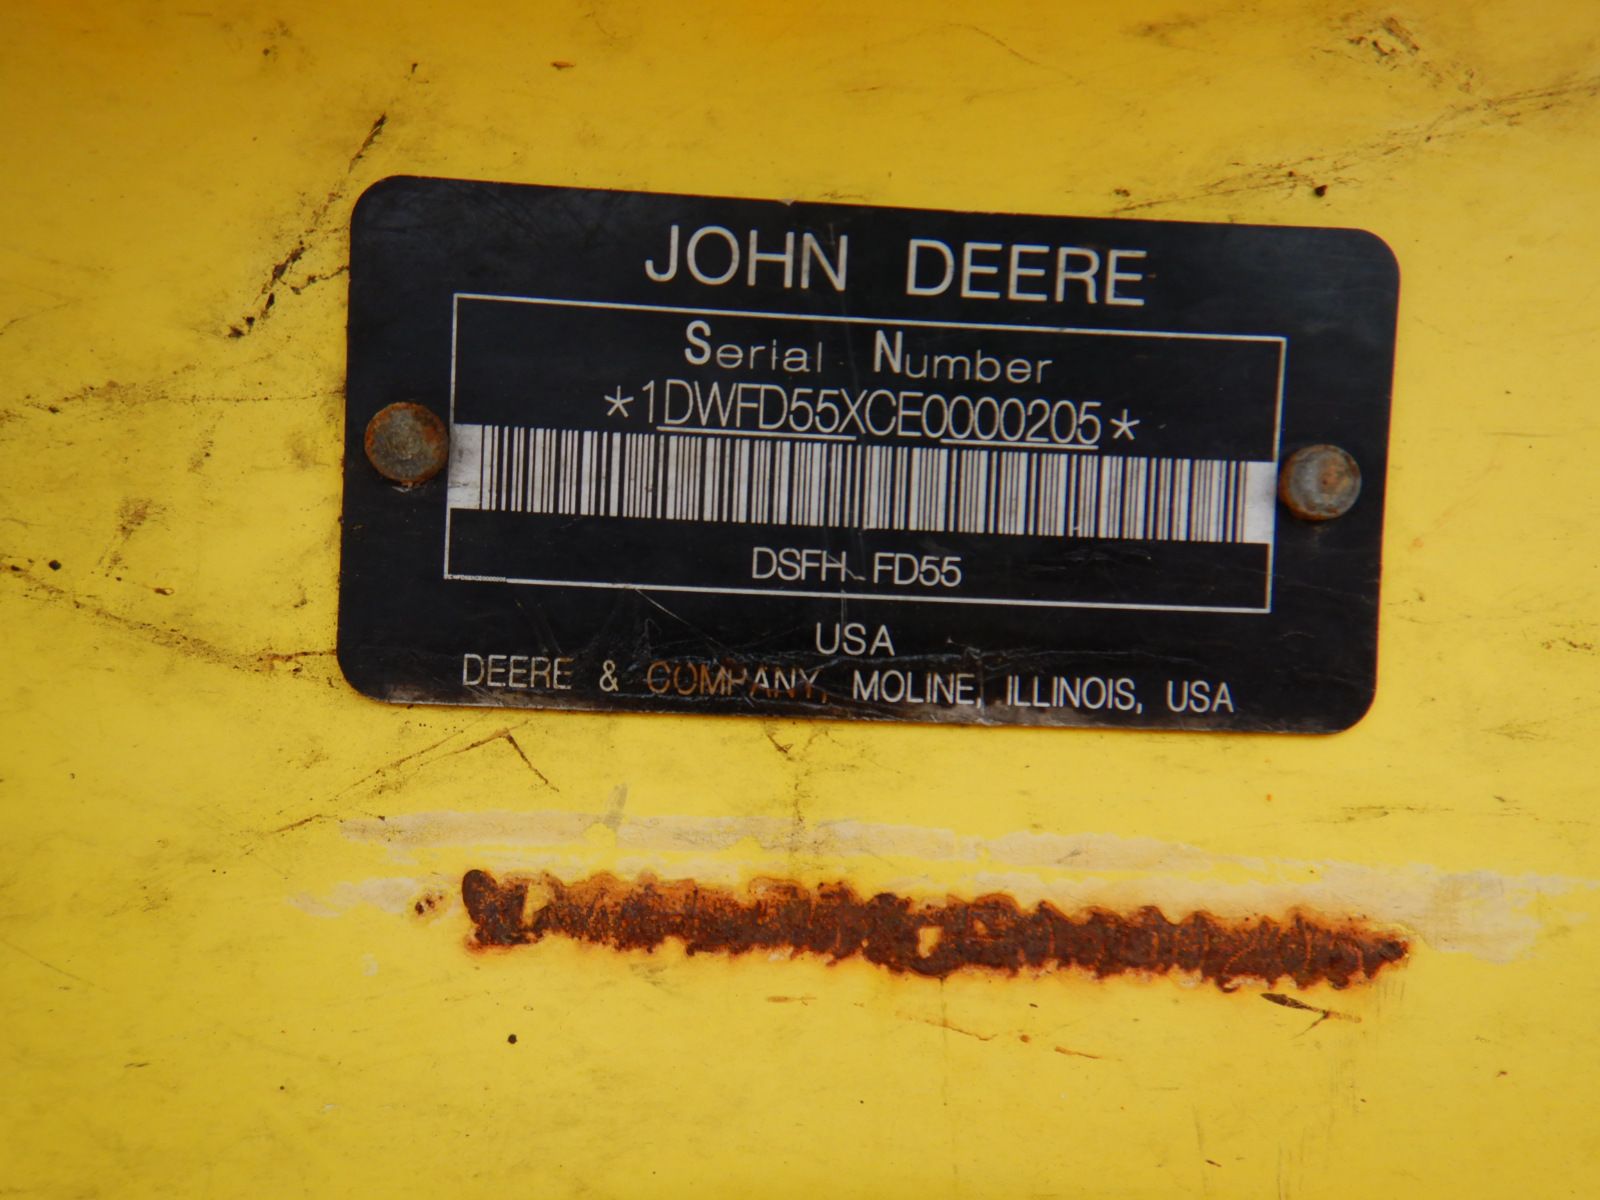 JOHN DEERE
Serial Number
*1DWFD55XCE0000205*
DSFH FD55
USA
DEERE & COMPANY, MOLINE, ILLINOIS, USA